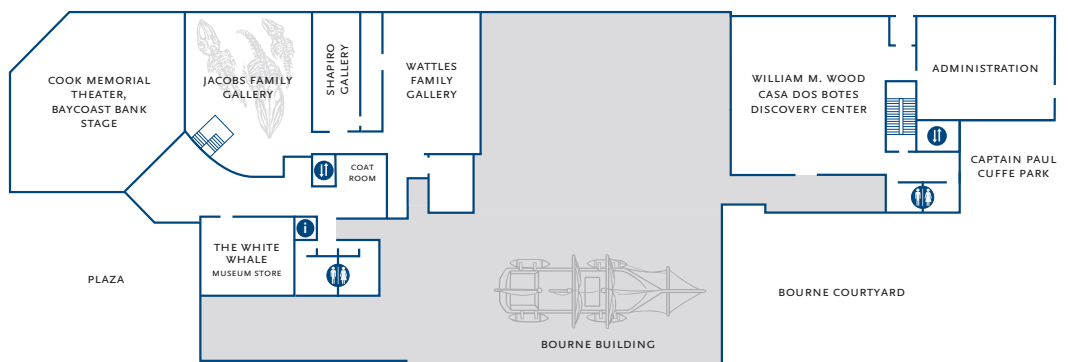 COOK MEMORIAL
THEATER,
BAYCOAST BANK
STAGE
JACOBS FAMILY
GALLERY
SHAPIRO
GALLERY
WATTLES
FAMILY
GALLERY
WILLIAM M. WOOD
CASA DOS BOTES
DISCOVERY CENTER
ADMINISTRATION
COAT
ROOM
CAPTAIN PAUL
CUFFE PARK
i
THE WHITE
WHALE
MUSEUM STORE
PLAZA
BOURNE COURTYARD
BOURNE BUILDING